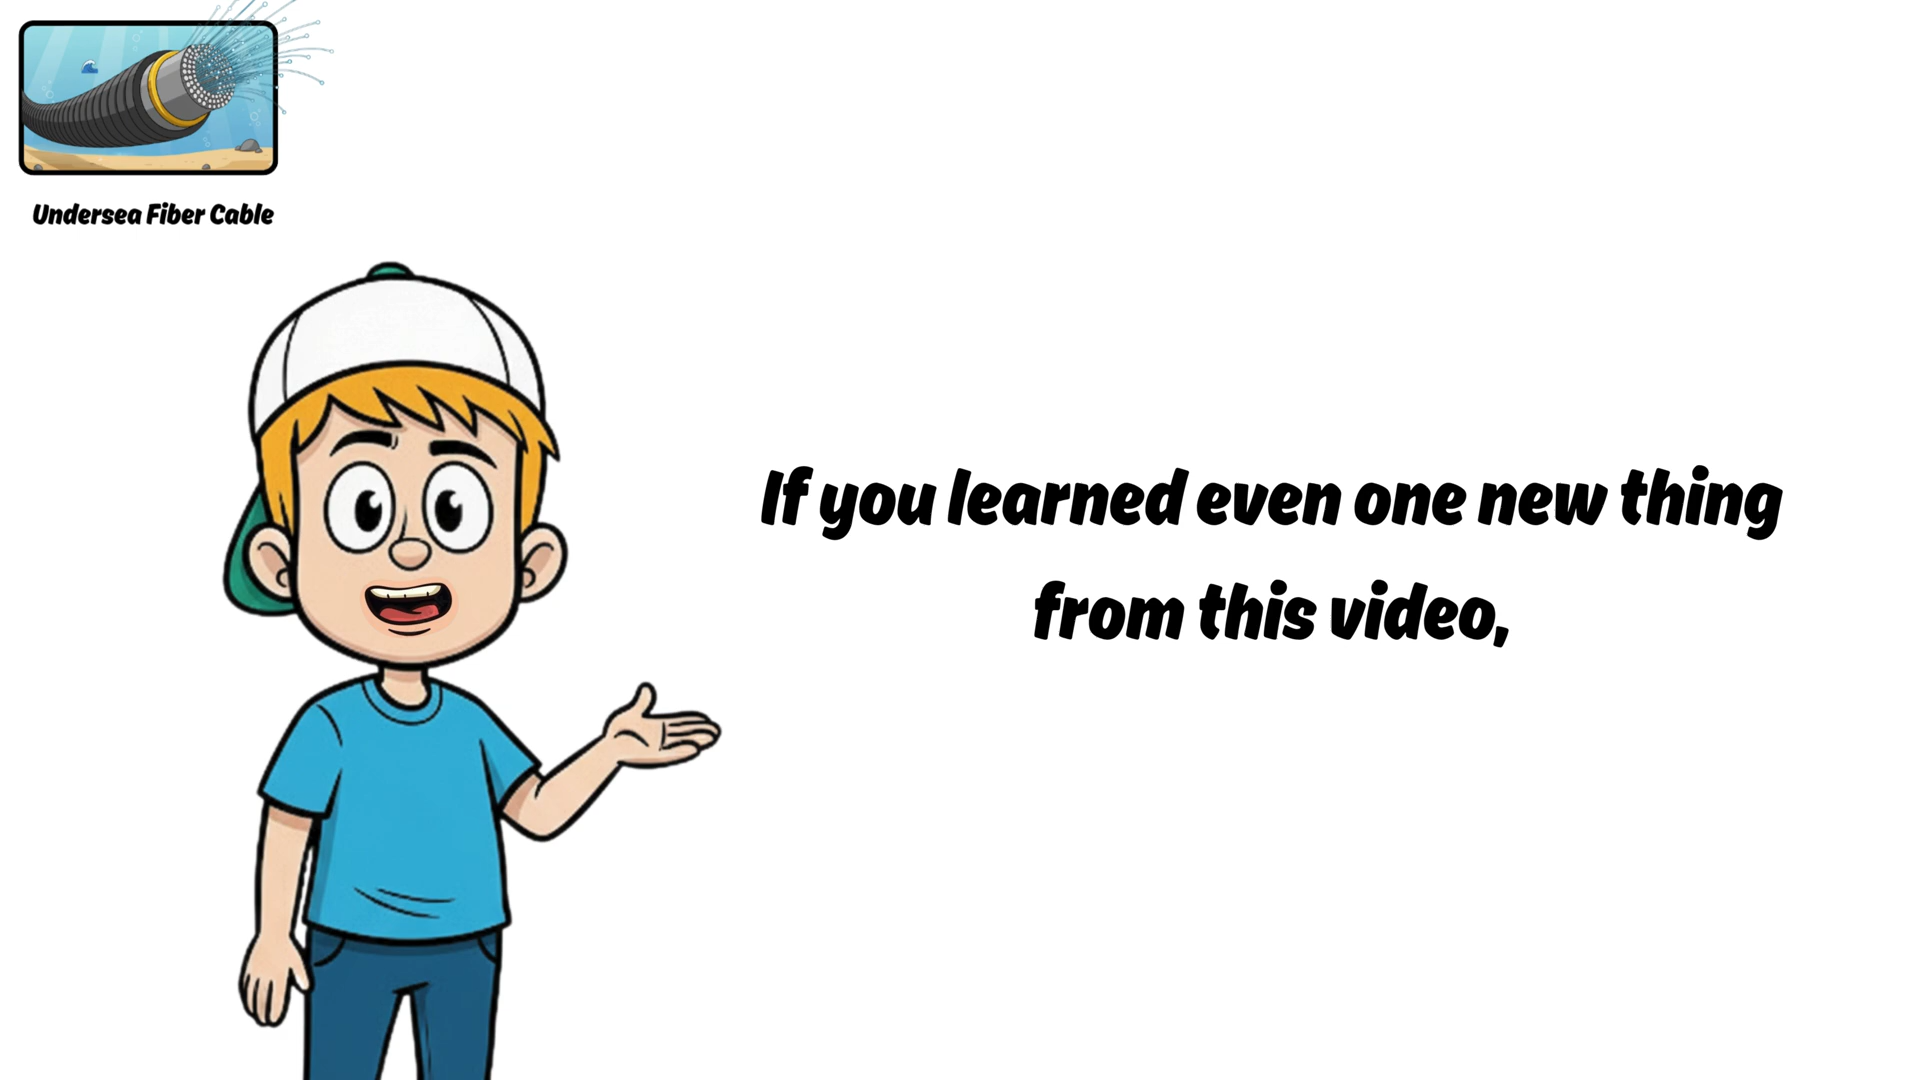 Undersea Fiber Cable
If you learned even one new thing
from this video,